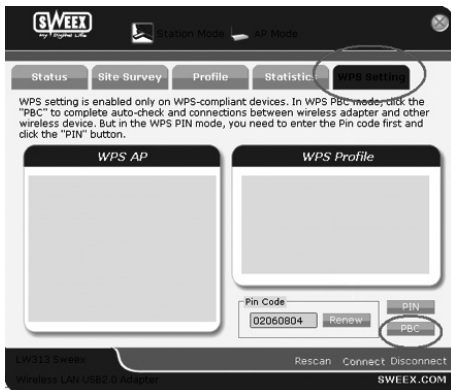 SWEEX
my digital life
Station Mode AP Mode
Status Site Survey Profile Statistics WPS Setting
WPS setting is enabled only on WPS-compliant devices. In WPS PBC mode, click the
"PBC" to complete auto-check and connections between wireless adapter and other
wireless device. But in the WPS PIN mode, you need to enter the Pin code first and
click the "PIN" button.
WPS AP WPS Profile
Pin Code
02060804 Renew PIN
PBC
LW313 Sweex Rescan Connect Disconnect
Wireless LAN USB2.0 Adapter SWEEX.COM